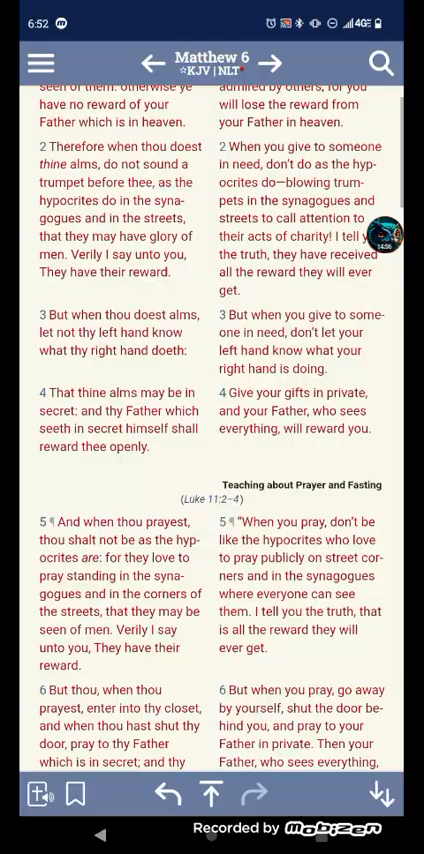 6:52
4GE
Matthew 6
☆KJV | NLT*
seen of them: otherwise ye
have no reward of your
Father which is in heaven.
2 Therefore when thou doest
thine alms, do not sound a
trumpet before thee, as the
hypocrites do in the syna-
gogues and in the streets,
that they may have glory of
men. Verily I say unto you,
They have their reward.
3 But when thou doest alms,
let not thy left hand know
what thy right hand doeth:
4 That thine alms may be in
secret: and thy Father which
seeth in secret himself shall
reward thee openly.
admired by others, for you
will lose the reward from
your Father in heaven.
2 When you give to someone
in need, don't do as the hyp-
ocrites do—blowing trum-
pets in the synagogues and
streets to call attention to
their acts of charity! I tell
the truth, they have received
all the reward they will ever
get.
14:56
3 But when you give to some-
one in need, don't let your
left hand know what your
right hand is doing.
4 Give your gifts in private,
and your Father, who sees
everything, will reward you.
Teaching about Prayer and Fasting
(Luke 11:2–4)
5 ¶ And when thou prayest,
thou shalt not be as the hyp-
ocrites are: for they love to
pray standing in the syna-
gogues and in the corners of
the streets, that they may be
seen of men. Verily I say
unto you, They have their
reward.
6 But thou, when thou
prayest, enter into thy closet,
and when thou hast shut thy
door, pray to thy Father
which is in secret; and thy
5 ¶ "When you pray, don't be
like the hypocrites who love
to pray publicly on street cor-
ners and in the synagogues
where everyone can see
them. I tell you the truth, that
is all the reward they will
ever get.
6 But when you pray, go away
by yourself, shut the door be-
hind you, and pray to your
Father in private. Then your
Father, who sees everything,
Recorded by Mobizen